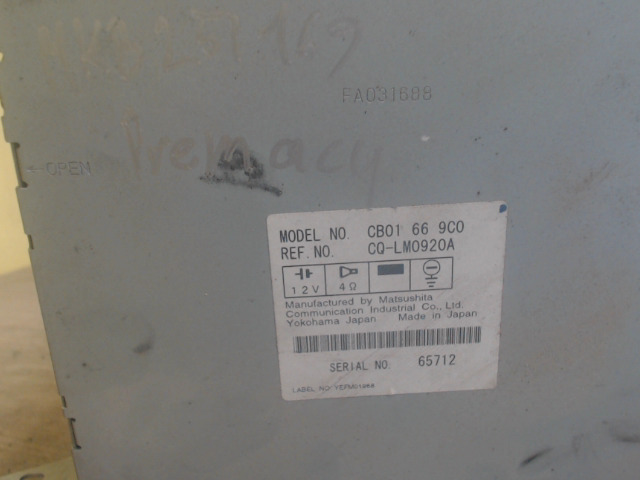 FA031688
Premacy
←OPEN
MODEL NO. CB01 66 9C0
REF. NO. CQ-LM0920A
12V 4Ω
Manufactured by Matsushita
Communication Industrial Co., Ltd.
Yokohama Japan Made in Japan
SERIAL NO. 65712